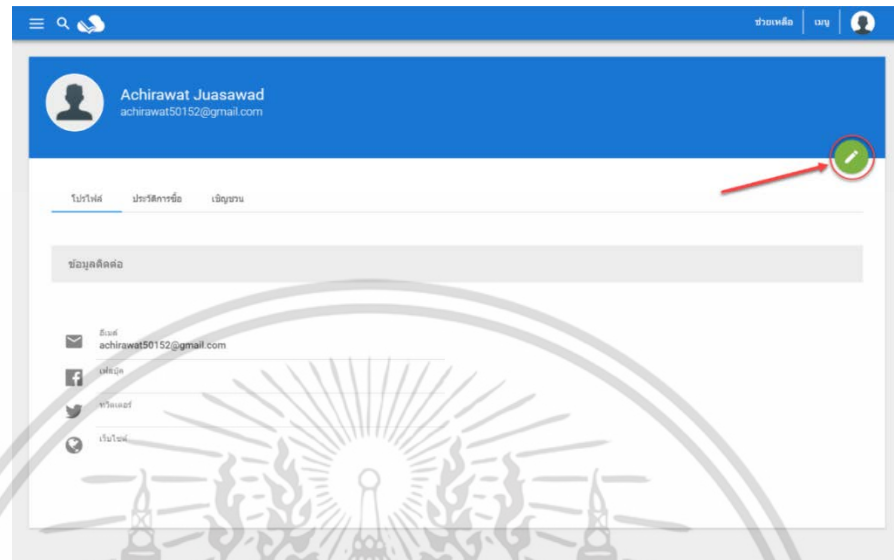 ช่วยเหลือ เมนู
Achirawat Juasawad
achirawat50152@gmail.com
โปรไฟล์ ประวัติการซื้อ เชิญชวน
ข้อมูลติดต่อ
อีเมล์
achirawat50152@gmail.com
เฟสบุ๊ค
ทวิตเตอร์
เว็บไซต์